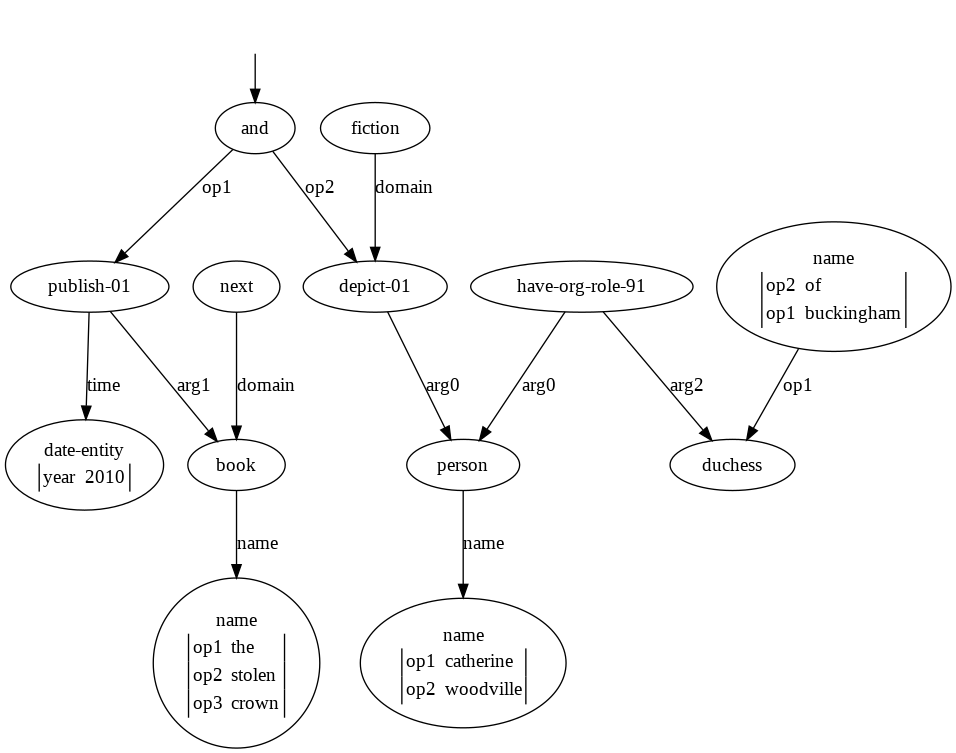 and
fiction
op1
op2
domain
publish-01
next
depict-01
have-org-role-91
name
op2 of
op1 buckingham
time
arg1
domain
arg0
arg0
arg2
op1
date-entity
year 2010
book
person
duchess
name
name
name
op1 the
op2 stolen
op3 crown
name
op1 catherine
op2 woodville